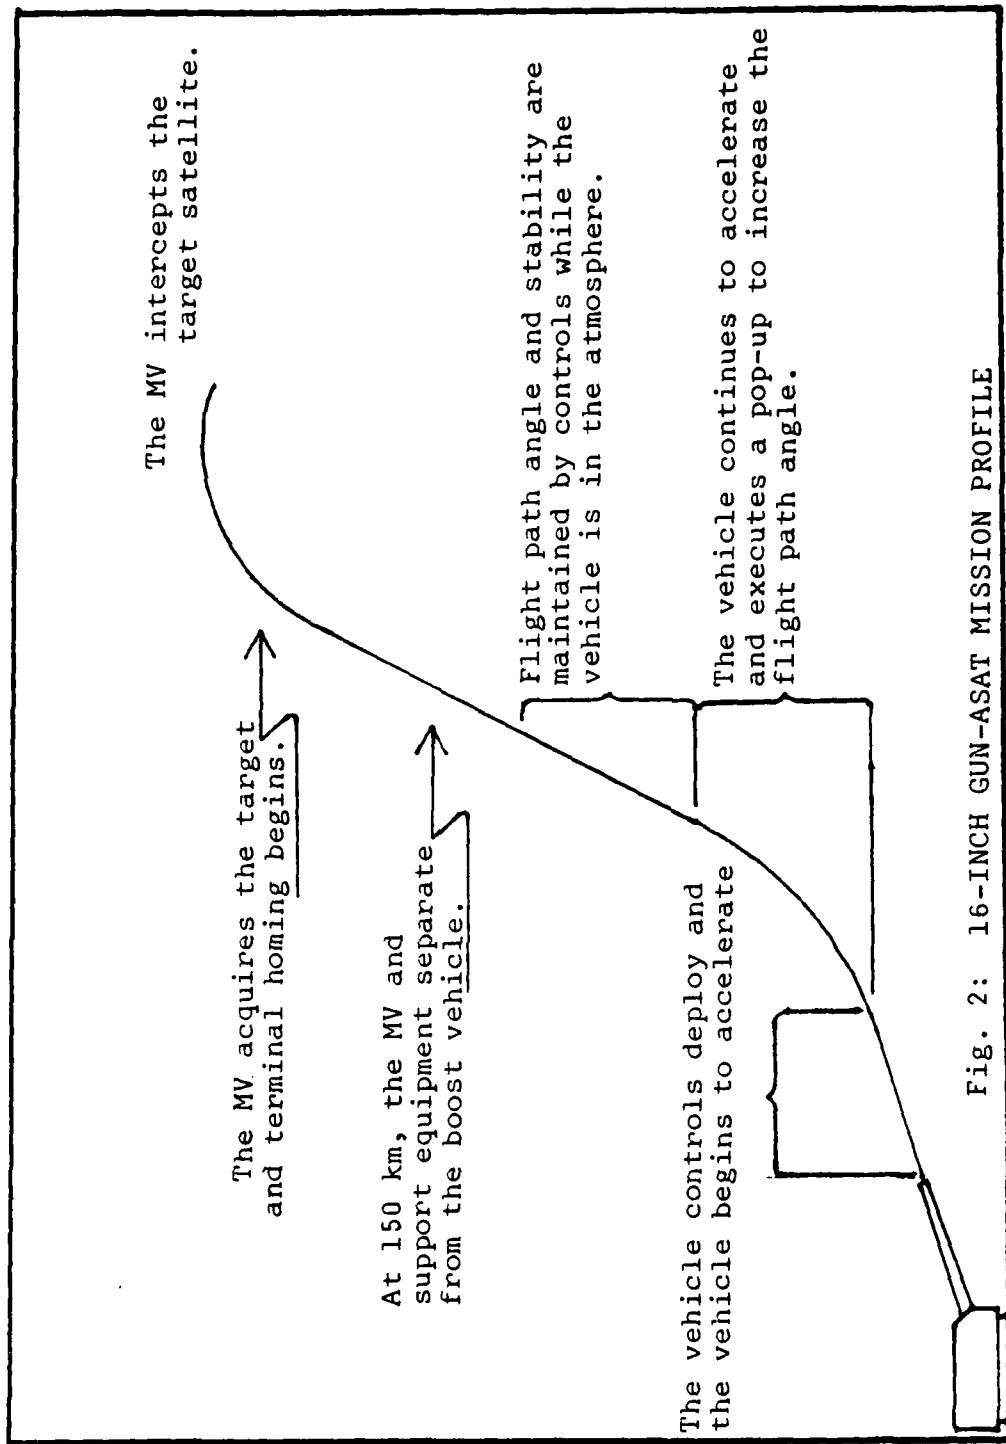 The MV intercepts the
target satellite.
The MV acquires the target
and terminal homing begins.
At 150 km, the MV and
support equipment separate
from the boost vehicle.
Flight path angle and stability are
maintained by controls while the
vehicle is in the atmosphere.
The vehicle continues to accelerate
and executes a pop-up to increase the
flight path angle.
The vehicle controls deploy and
the vehicle begins to accelerate
Fig. 2: 16-INCH GUN-ASAT MISSION PROFILE